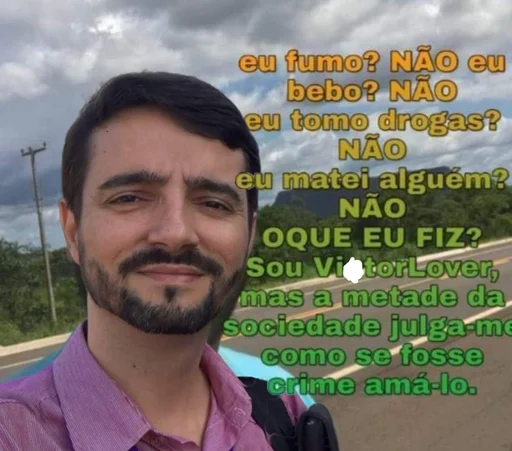 eu fumo? NÃO eu
bebo? NÃO
eu tomo drogas?
NÃO
eu matei alguém?
NÃO
OQUE EU FIZ?
Sou
mas a metade da
sociedade julga-me
como se fosse
crime amá-lo.